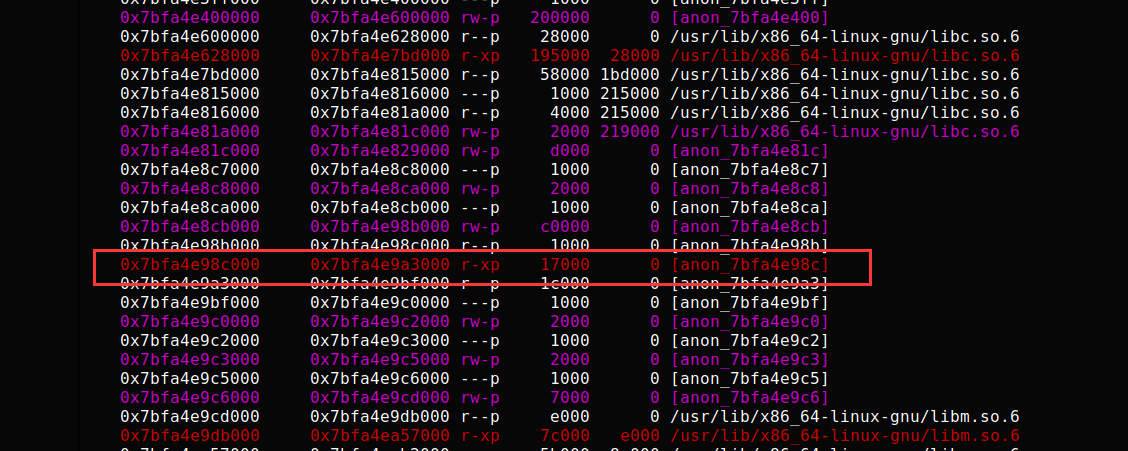 0x7bfa4e400000 0x7bfa4e600000 rw-p 200000 0 [anon_7bfa4e400]
0x7bfa4e600000 0x7bfa4e628000 r--p 28000 0 /usr/lib/x86_64-linux-gnu/libc.so.6
0x7bfa4e628000 0x7bfa4e7bd000 r-xp 195000 28000 /usr/lib/x86_64-linux-gnu/libc.so.6
0x7bfa4e7bd000 0x7bfa4e815000 r--p 58000 1bd000 /usr/lib/x86_64-linux-gnu/libc.so.6
0x7bfa4e815000 0x7bfa4e816000 ---p 1000 215000 /usr/lib/x86_64-linux-gnu/libc.so.6
0x7bfa4e816000 0x7bfa4e81a000 r--p 4000 215000 /usr/lib/x86_64-linux-gnu/libc.so.6
0x7bfa4e81a000 0x7bfa4e81c000 rw-p 2000 219000 /usr/lib/x86_64-linux-gnu/libc.so.6
0x7bfa4e81c000 0x7bfa4e829000 rw-p d000 0 [anon_7bfa4e81c]
0x7bfa4e8c7000 0x7bfa4e8c8000 ---p 1000 0 [anon_7bfa4e8c7]
0x7bfa4e8c8000 0x7bfa4e8ca000 rw-p 2000 0 [anon_7bfa4e8c8]
0x7bfa4e8ca000 0x7bfa4e8cb000 ---p 1000 0 [anon_7bfa4e8ca]
0x7bfa4e8cb000 0x7bfa4e98b000 rw-p c0000 0 [anon_7bfa4e8cb]
0x7bfa4e98b000 0x7bfa4e98c000 r--p 1000 0 [anon_7bfa4e98b]
0x7bfa4e98c000 0x7bfa4e9a3000 r-xp 17000 0 [anon_7bfa4e98c]
0x7bfa4e9a3000 0x7bfa4e9bf000 r--p 1c000 0 [anon_7bfa4e9a3]
0x7bfa4e9bf000 0x7bfa4e9c0000 ---p 1000 0 [anon_7bfa4e9bf]
0x7bfa4e9c0000 0x7bfa4e9c2000 rw-p 2000 0 [anon_7bfa4e9c0]
0x7bfa4e9c2000 0x7bfa4e9c3000 ---p 1000 0 [anon_7bfa4e9c2]
0x7bfa4e9c3000 0x7bfa4e9c5000 rw-p 2000 0 [anon_7bfa4e9c3]
0x7bfa4e9c5000 0x7bfa4e9c6000 ---p 1000 0 [anon_7bfa4e9c5]
0x7bfa4e9c6000 0x7bfa4e9cd000 rw-p 7000 0 [anon_7bfa4e9c6]
0x7bfa4e9cd000 0x7bfa4e9db000 r--p e000 0 /usr/lib/x86_64-linux-gnu/libm.so.6
0x7bfa4e9db000 0x7bfa4ea57000 r-xp 7c000 e000 /usr/lib/x86_64-linux-gnu/libm.so.6